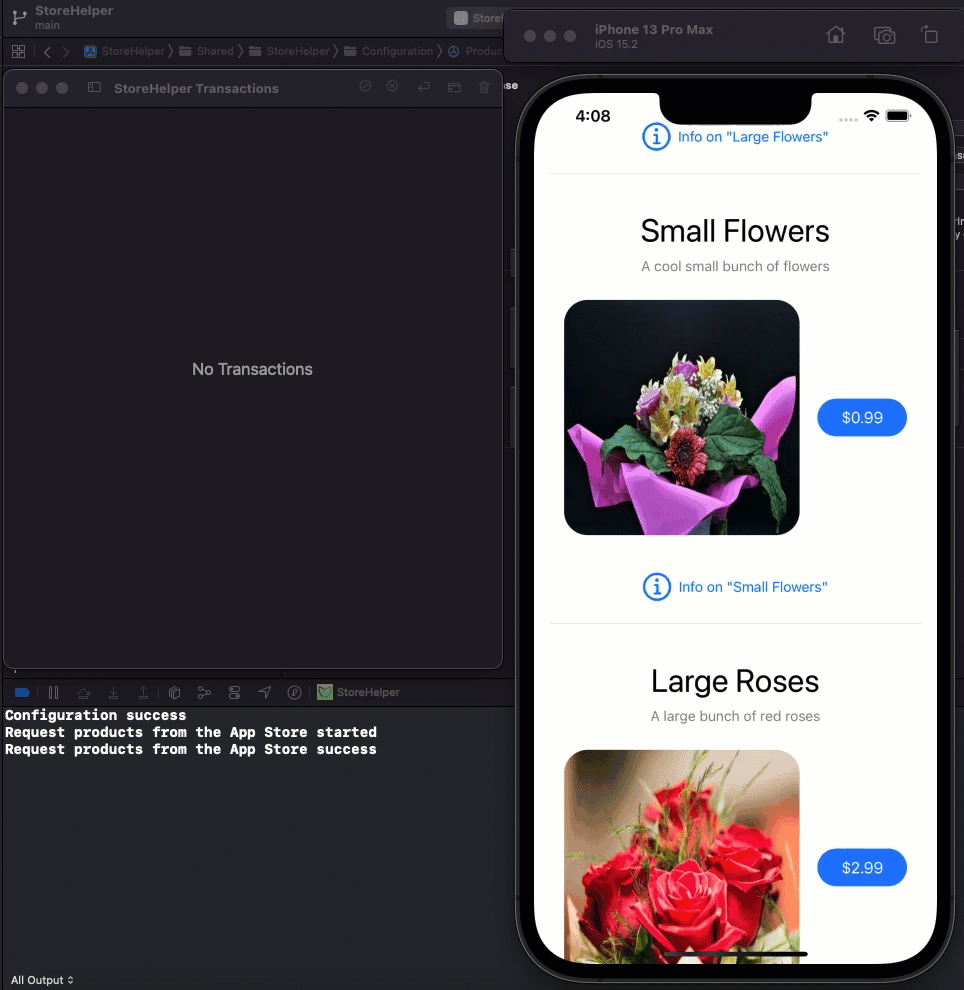 StoreHelper
main
StoreHelper Shared StoreHelper Configuration
StoreHelper Transactions
No Transactions
StoreHelper
Configuration success
Request products from the App Store started
Request products from the App Store success
All Output
iPhone 13 Pro Max
iOS 15.2
4:08
Info on "Large Flowers"
Small Flowers
A cool small bunch of flowers
$0.99
Info on "Small Flowers"
Large Roses
A large bunch of red roses
$2.99